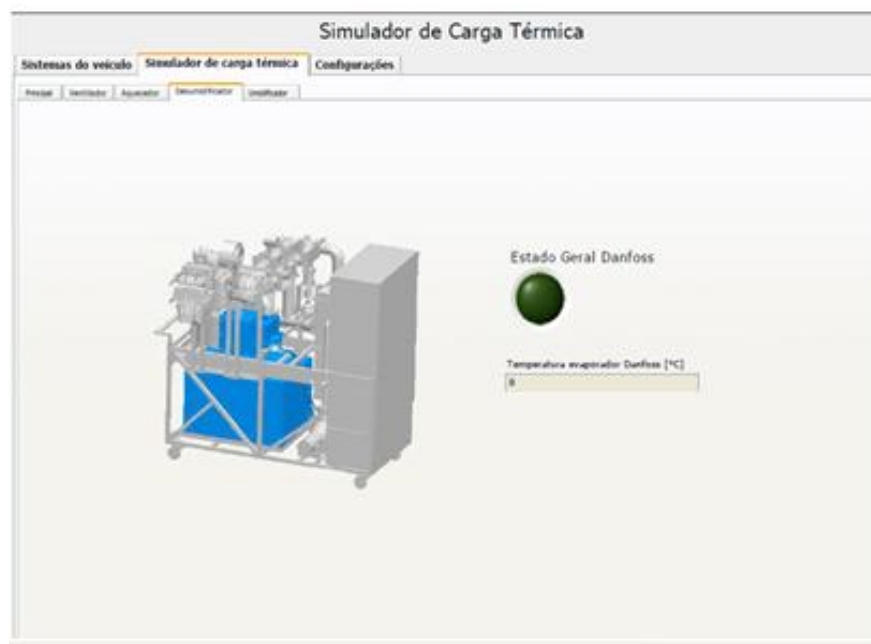 Simulador de Carga Térmica
Sistemas do veículo Simulador de carga térmica Configurações
Principal Ventilador Aquecedor Desumidificador Umidificador
Estado Geral Danfoss
Temperatura evaporador Danfoss [°C]